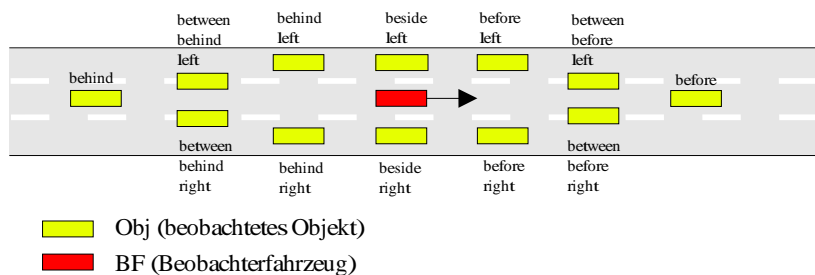 between
behind
left
behind
left
beside
left
before
left
between
before
left
behind
before
between
behind
right
behind
right
beside
right
before
right
between
before
right
Obj (beobachtetes Objekt)
BF (Beobachterfahrzeug)